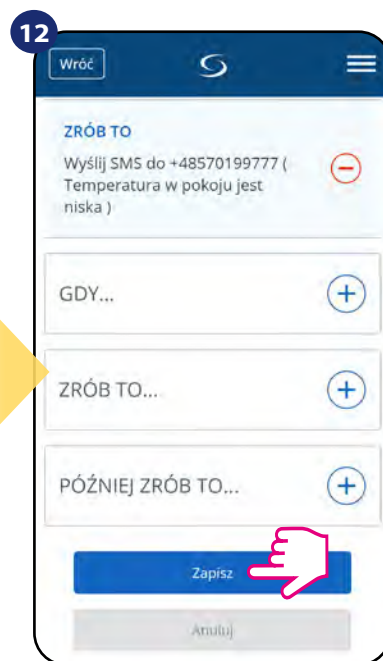 12
Wróć
ZRÓB TO
Wyślij SMS do +48570199777 (
Temperatura w pokoju jest
niska )
GDY...
ZRÓB TO...
PÓŹNIEJ ZRÓB TO...
Zapisz
Anuluj